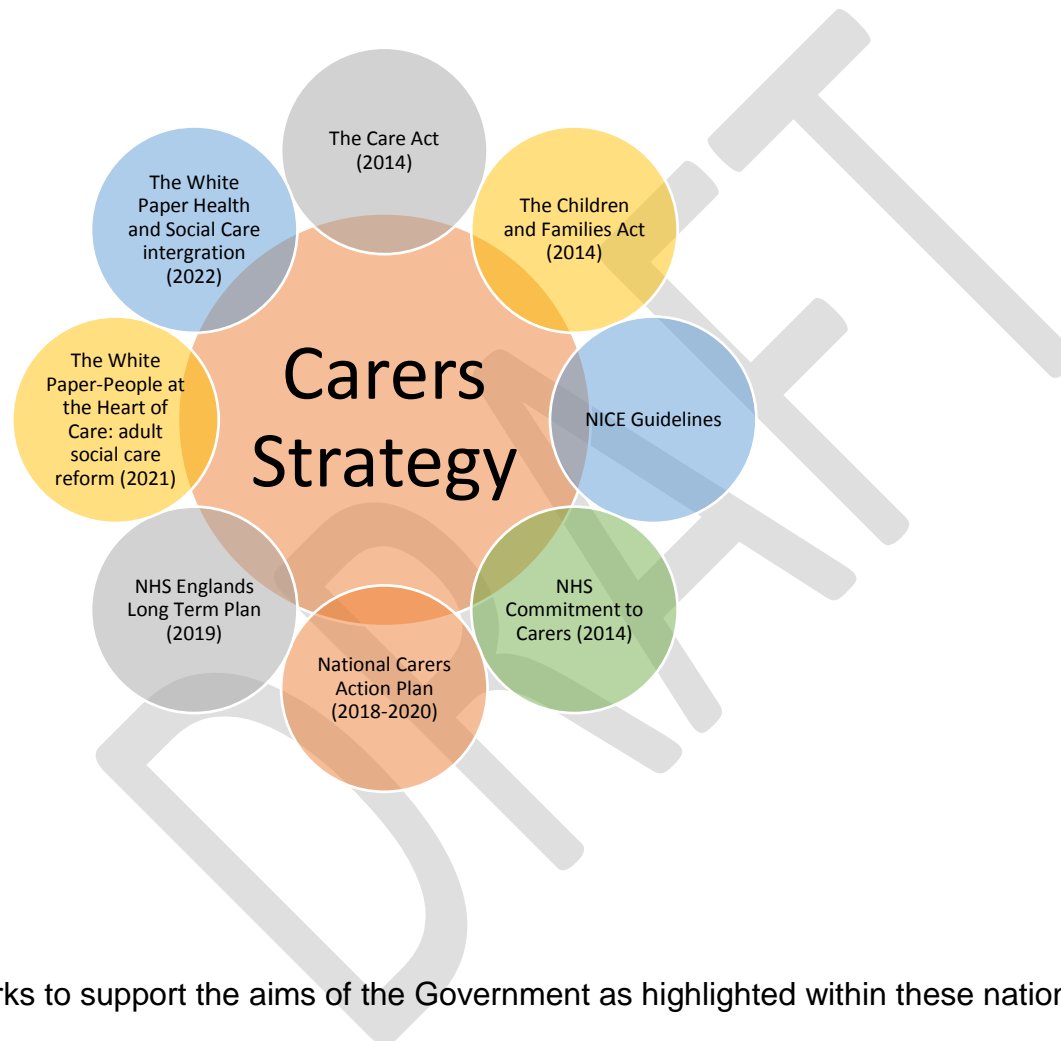 The Care Act
(2014)
The Children
and Families Act
(2014)
NICE Guidelines
NHS
Commitment to
Carers (2014)
National Carers
Action Plan
(2018-2020)
NHS Englands
Long Term Plan
(2019)
The White
Paper-People at
the Heart of
Care: adult
social care
reform (2021)
The White
Paper Health
and Social Care
intergration
(2022)
Carers
Strategy
DRAFT
rks to support the aims of the Government as highlighted within these nation